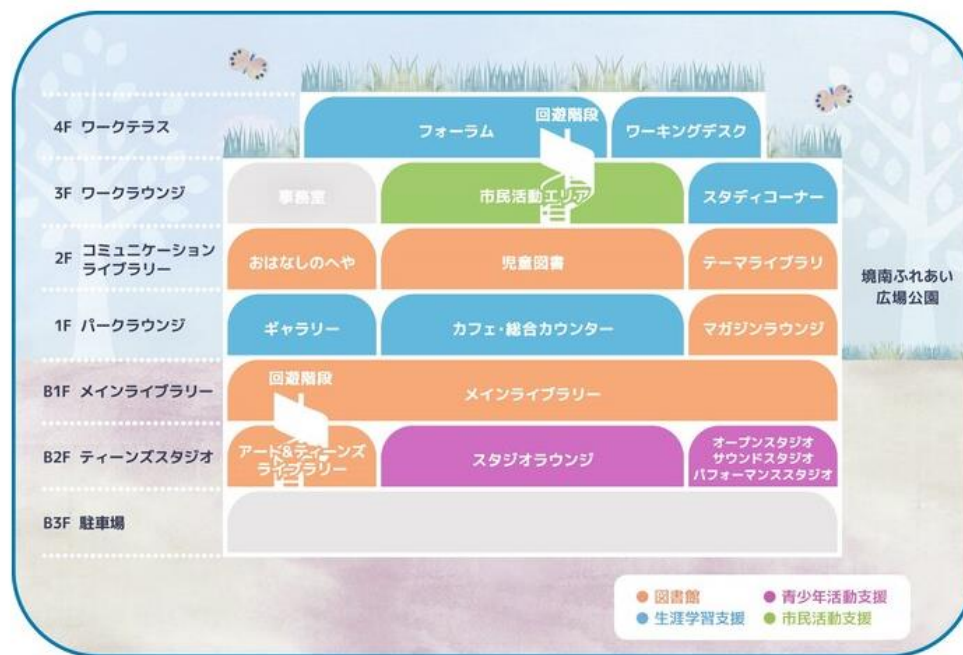 回遊階段
4F ワークテラス
フォーラム
ワーキングデスク
3F ワークラウンジ
事務室
市民活動エリア
スタディコーナー
2F コミュニケーション
ライブラリー
おはなしのへや
児童図書
テーマライブラリ
境南ふれあい
広場公園
1F パークラウンジ
ギャラリー
カフェ・総合カウンター
マガジンラウンジ
回遊階段
B1F メインライブラリー
メインライブラリー
B2F ティーンズスタジオ
アート&ティーンズ
ライブラリー
スタジオラウンジ
オープンスタジオ
サウンドスタジオ
パフォーマンススタジオ
B3F 駐車場
図書館
青少年活動支援
生涯学習支援
市民活動支援